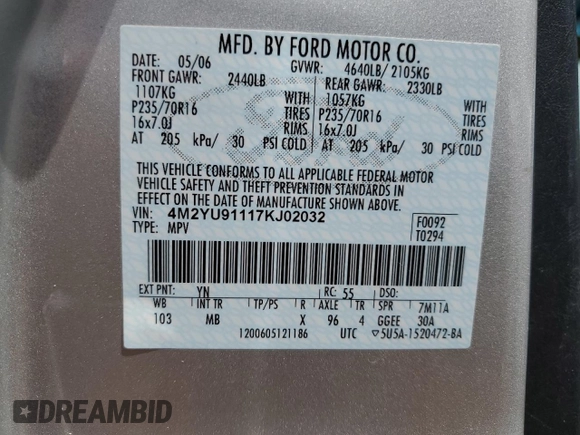 MFD. BY FORD MOTOR CO.
DATE: 05/06 GVWR: 4640LB/ 2105KG
FRONT GAWR: 2440LB REAR GAWR: 2330LB
1107KG WITH 1057KG WITH
P235/70R16 TIRES P235/70R16 TIRES
16x7.0J RIMS 16x7.0J RIMS
AT 205 kPa/ 30 PSI COLD AT 205 kPa/ 30 PSI COLD
THIS VEHICLE CONFORMS TO ALL APPLICABLE FEDERAL MOTOR
VEHICLE SAFETY AND THEFT PREVENTION STANDARDS IN
EFFECT ON THE DATE OF MANUFACTURE SHOWN ABOVE.
VIN: 4M2YU91117KJ02032 F0092
TYPE: MPV T0294
EXT PNT: YN RC: 55 DSO:
WB INT TR TP/PS R AXLE TR SPR 7M11A
103 MB X 96 4 GGEE 30A
1200605121186 UTC ▽5U5A-1520472-BA
Ford
DREAMBID